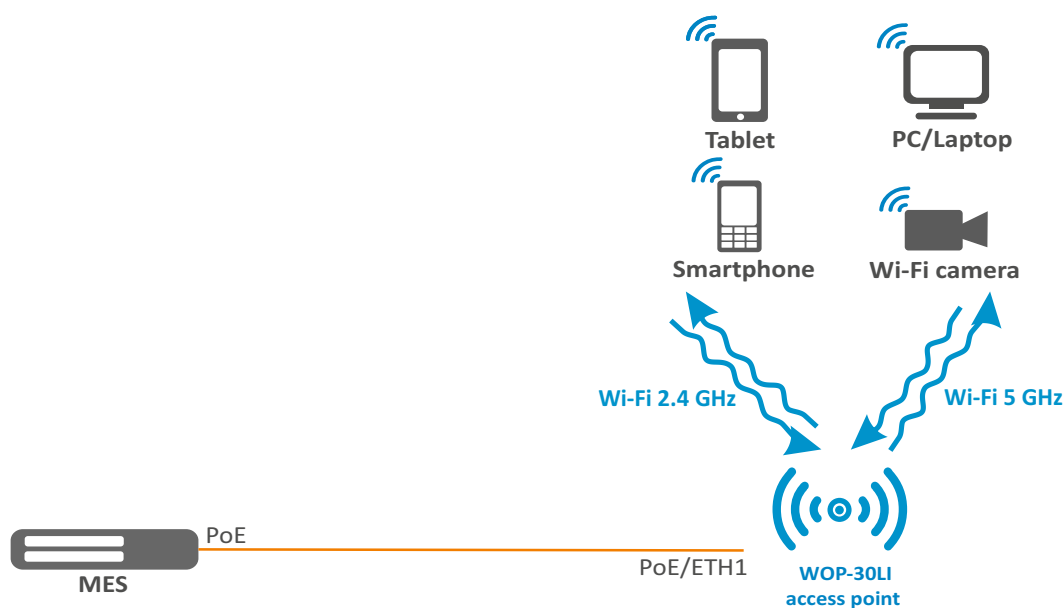 Tablet
PC/Laptop
Smartphone
Wi-Fi camera
Wi-Fi 2.4 GHz
Wi-Fi 5 GHz
PoE
PoE/ETH1
MES
WOP-30LI
access point